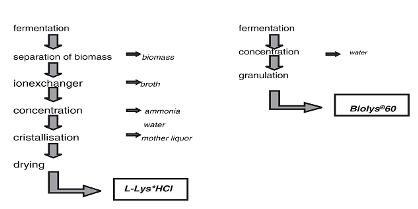 fermentation
separation of biomass
biomass
ionexchanger
broth
concentration
ammonia
water
cristallisation
mother liquor
drying
L-Lys*HCl
fermentation
concentration
water
granulation
Biolys®60